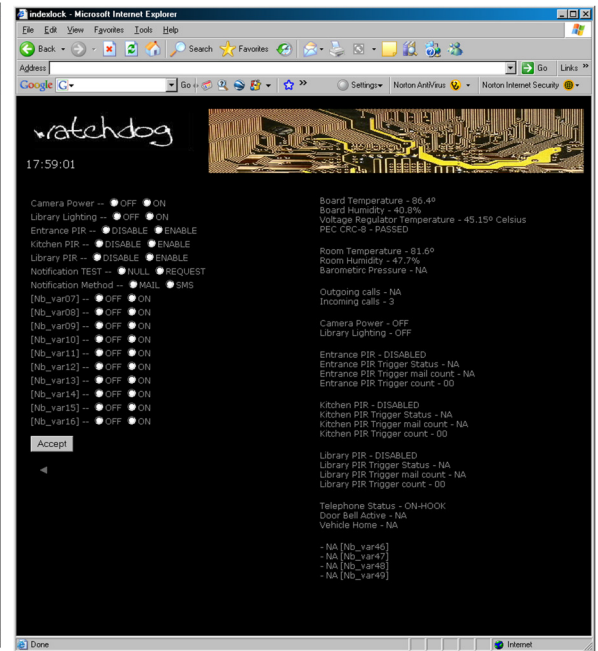 indexlock - Microsoft Internet Explorer
File Edit View Favorites Tools Help
Back Search Favorites
Address Go Links »
Google G Go Settings Norton AntiVirus Norton Internet Security
watchdog
17:59:01
Camera Power -- OFF ON
Library Lighting -- OFF ON
Entrance PIR -- DISABLE ENABLE
Kitchen PIR -- DISABLE ENABLE
Library PIR -- DISABLE ENABLE
Notification TEST -- NULL REQUEST
Notification Method -- MAIL SMS
[Nb_var07] -- OFF ON
[Nb_var08] -- OFF ON
[Nb_var09] -- OFF ON
[Nb_var10] -- OFF ON
[Nb_var11] -- OFF ON
[Nb_var12] -- OFF ON
[Nb_var13] -- OFF ON
[Nb_var14] -- OFF ON
[Nb_var15] -- OFF ON
[Nb_var16] -- OFF ON
Accept
Board Temperature - 86.4º
Board Humidity - 40.8%
Voltage Regulator Temperature - 45.15º Celsius
PEC CRC-8 - PASSED
Room Temperature - 81.6º
Room Humidity - 47.7%
Barometirc Pressure - NA
Outgoing calls - NA
Incoming calls - 3
Camera Power - OFF
Library Lighting - OFF
Entrance PIR - DISABLED
Entrance PIR Trigger Status - NA
Entrance PIR Trigger mail count - NA
Entrance PIR Trigger count - 00
Kitchen PIR - DISABLED
Kitchen PIR Trigger Status - NA
Kitchen PIR Trigger mail count - NA
Kitchen PIR Trigger count - 00
Library PIR - DISABLED
Library PIR Trigger Status - NA
Library PIR Trigger mail count - NA
Library PIR Trigger count - 00
Telephone Status - ON-HOOK
Door Bell Active - NA
Vehicle Home - NA
- NA [Nb_var46]
- NA [Nb_var47]
- NA [Nb_var48]
- NA [Nb_var49]
Done Internet